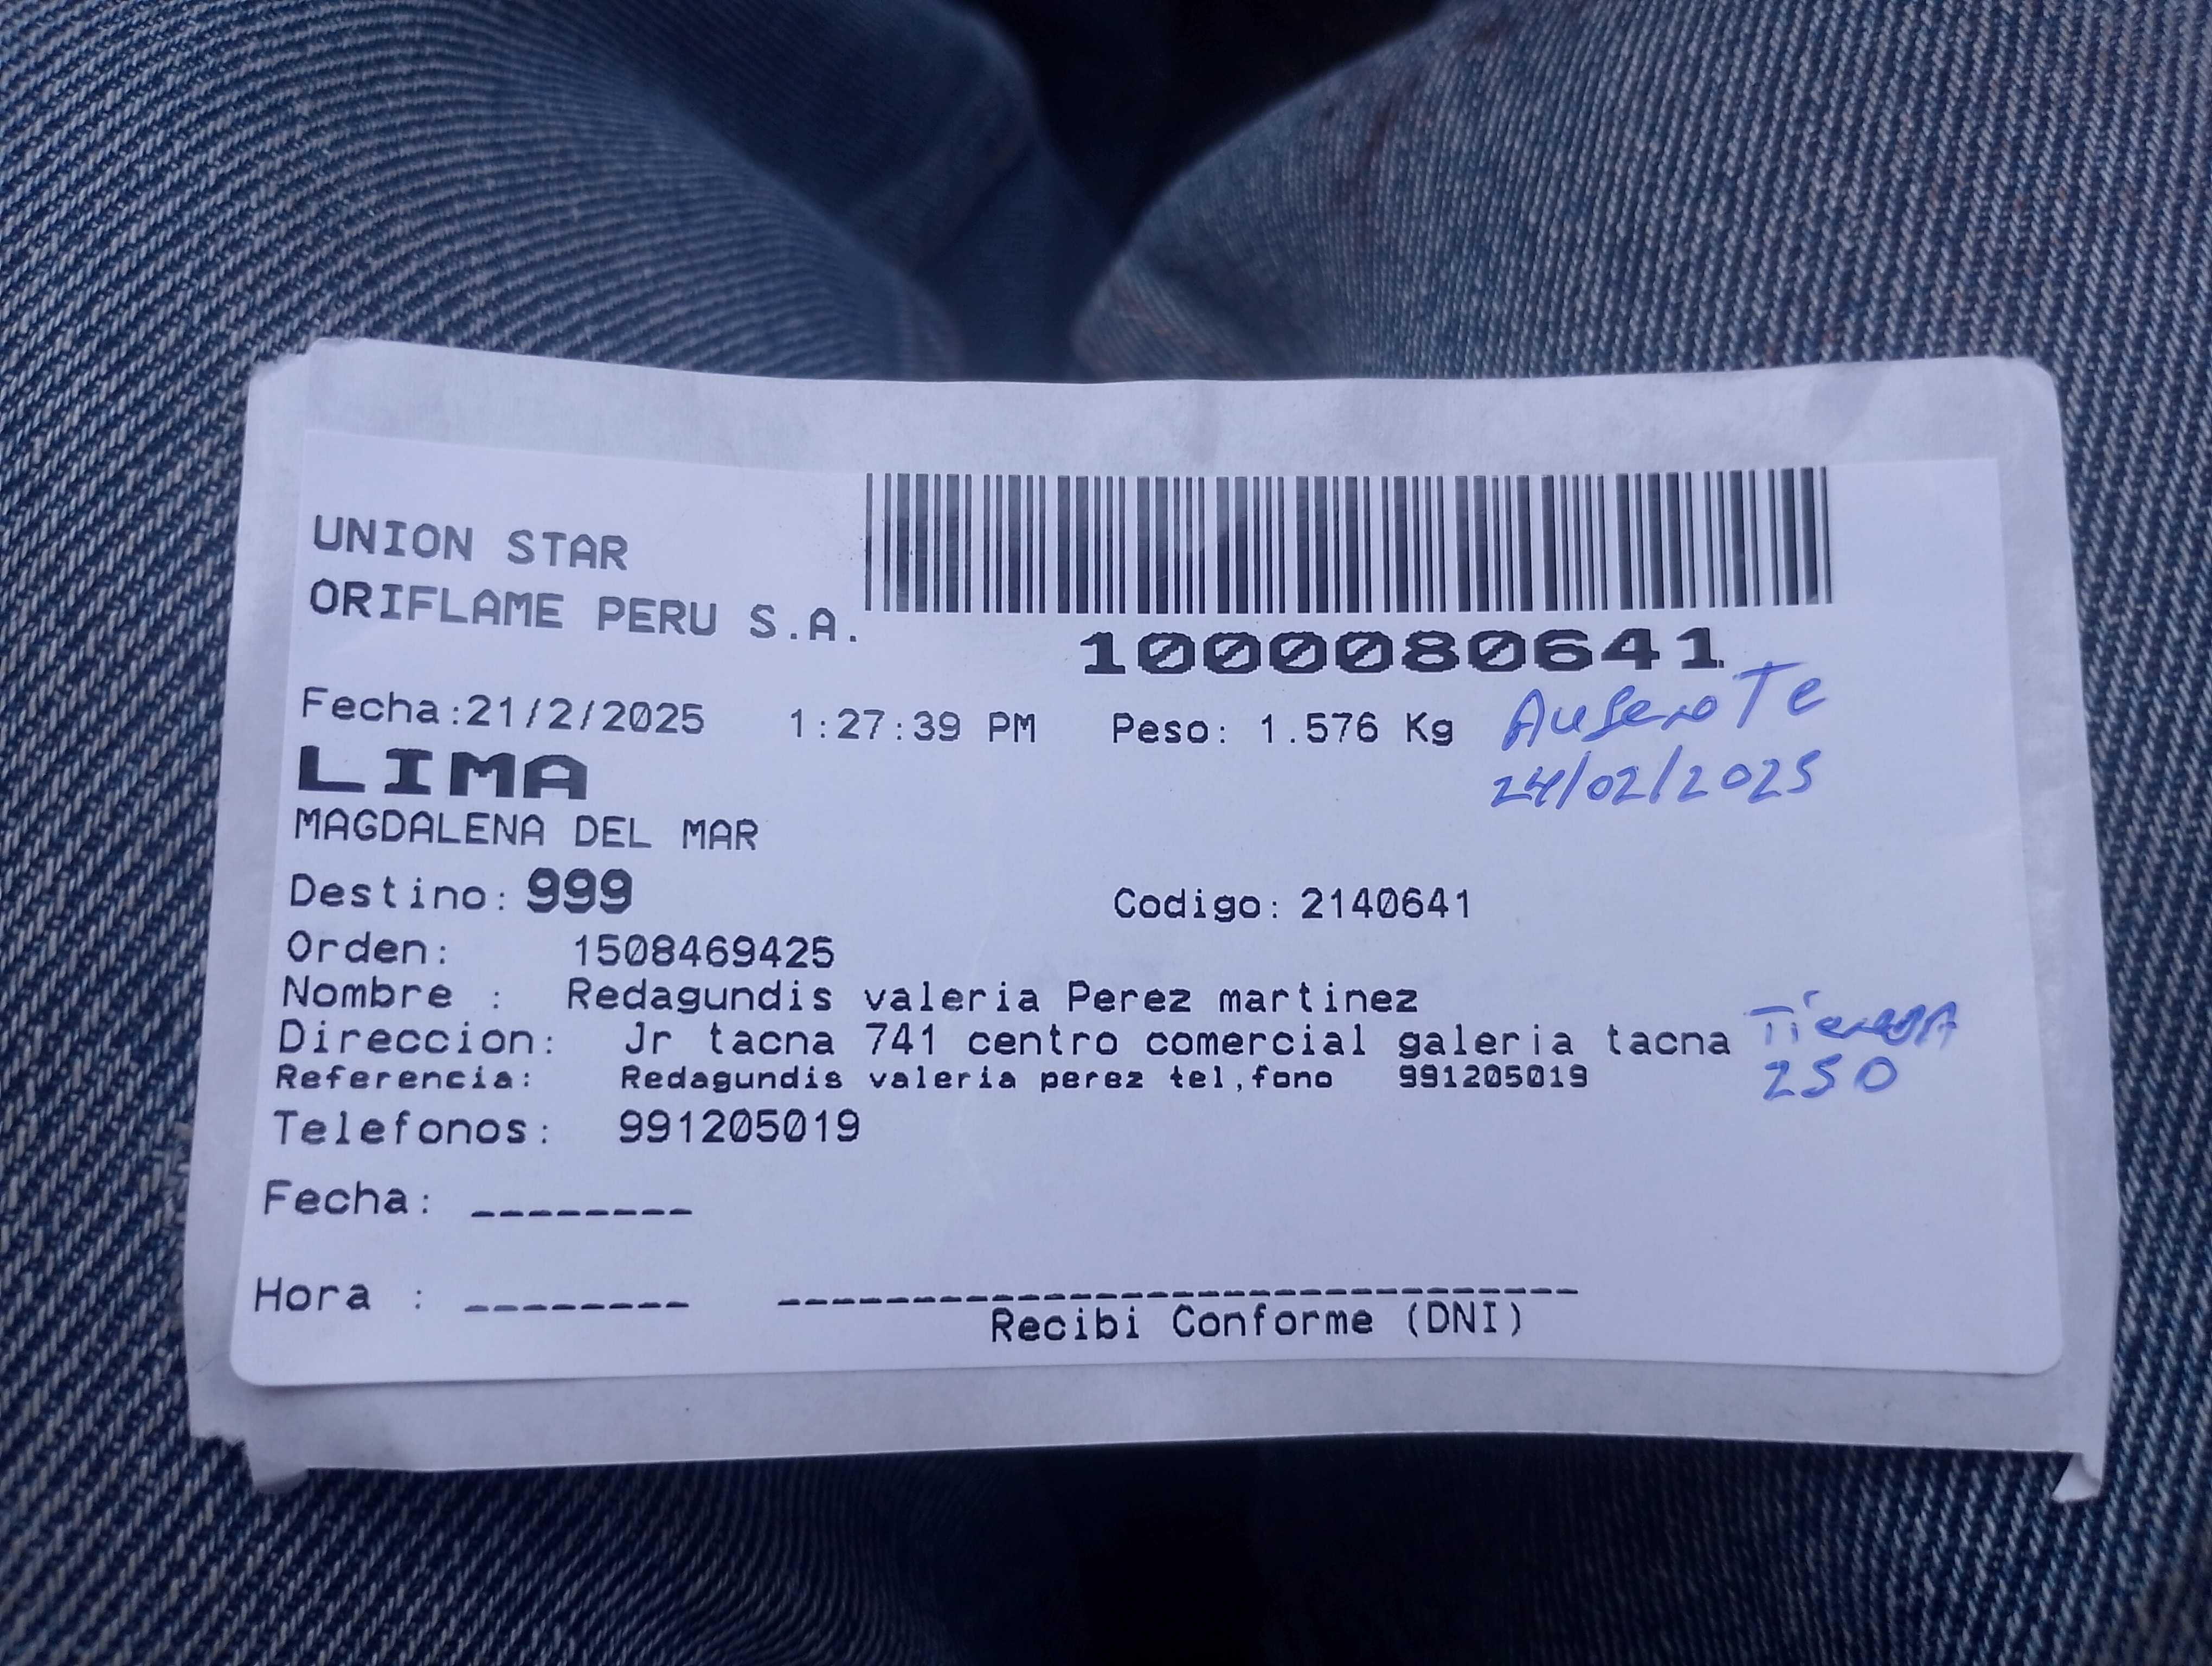 UNION STAR
ORIFLAME PERU S.A.
1000080641
Fecha:21/2/2025 1:27:39 PM Peso: 1.576 Kg
AusenTe
24/02/2025
LIMA
MAGDALENA DEL MAR
Destino: 999 Codigo: 2140641
Orden: 1508469425
Nombre : Redagundis valeria Perez martinez
Direccion: Jr tacna 741 centro comercial galeria tacna
TiendA
250
Referencia: Redagundis valeria perez tel,fono 991205019
Telefonos: 991205019
Fecha: --------
Hora : --------
Recibi Conforme (DNI)